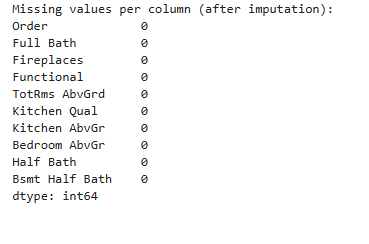 Missing values per column (after imputation):
Order 0
Full Bath 0
Fireplaces 0
Functional 0
TotRms AbvGrd 0
Kitchen Qual 0
Kitchen AbvGr 0
Bedroom AbvGr 0
Half Bath 0
Bsmt Half Bath 0
dtype: int64